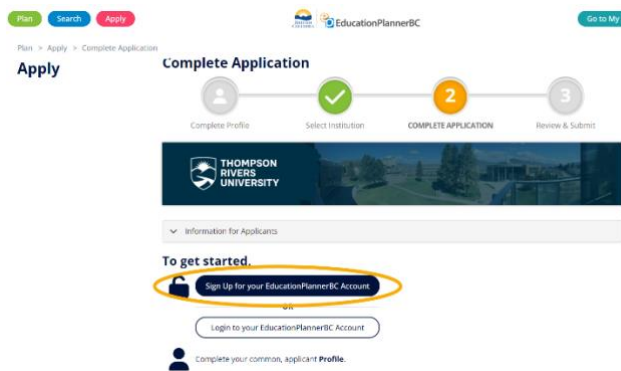 Plan Search Apply
BRITISH COLUMBIA EducationPlannerBC
Go to My
Plan > Apply > Complete Application
Apply
Complete Application
2 3
Complete Profile Select Institution COMPLETE APPLICATION Review & Submit
THOMPSON
RIVERS
UNIVERSITY
Information for Applicants
To get started.
Sign Up for your EducationPlannerBC Account
OR
Login to your EducationPlannerBC Account
Complete your common, applicant Profile.